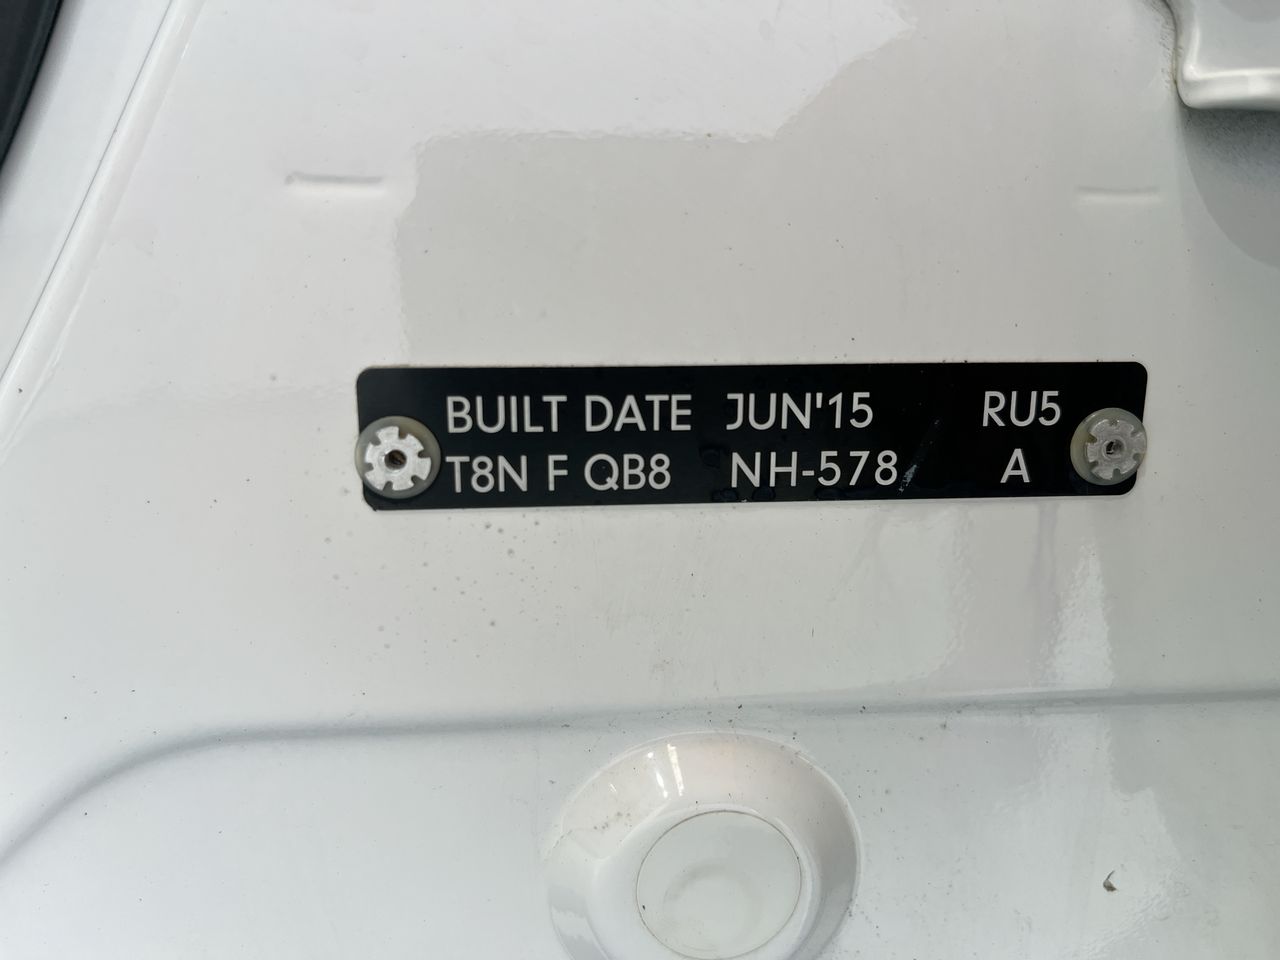 BUILT DATE JUN'15 RU5
T8N F QB8 NH-578 A